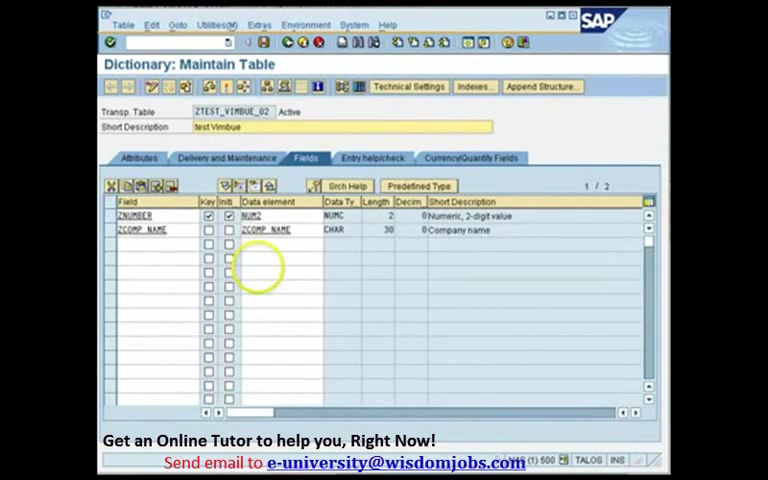 Table Edit Goto Utilities(M) Extras Environment System Help
SAP
Dictionary: Maintain Table
Technical Settings Indexes... Append Structure...
Transp. Table ZTEST_VIMBUE_02 Active
Short Description test Vimbue
Attributes Delivery and Maintenance Fields Entry help/check Currency/Quantity Fields
Srch Help Predefined Type 1 / 2
Field Key Initi Data element Data Ty Length Decim Short Description
ZNUMBER NUM2 NUMC 2 0 Numeric, 2-digit value
ZCOMP_NAME ZCOMP_NAME CHAR 30 0 Company name
Get an Online Tutor to help you, Right Now!
Send email to e-university@wisdomjobs.com
(1) 500 TALOS INS